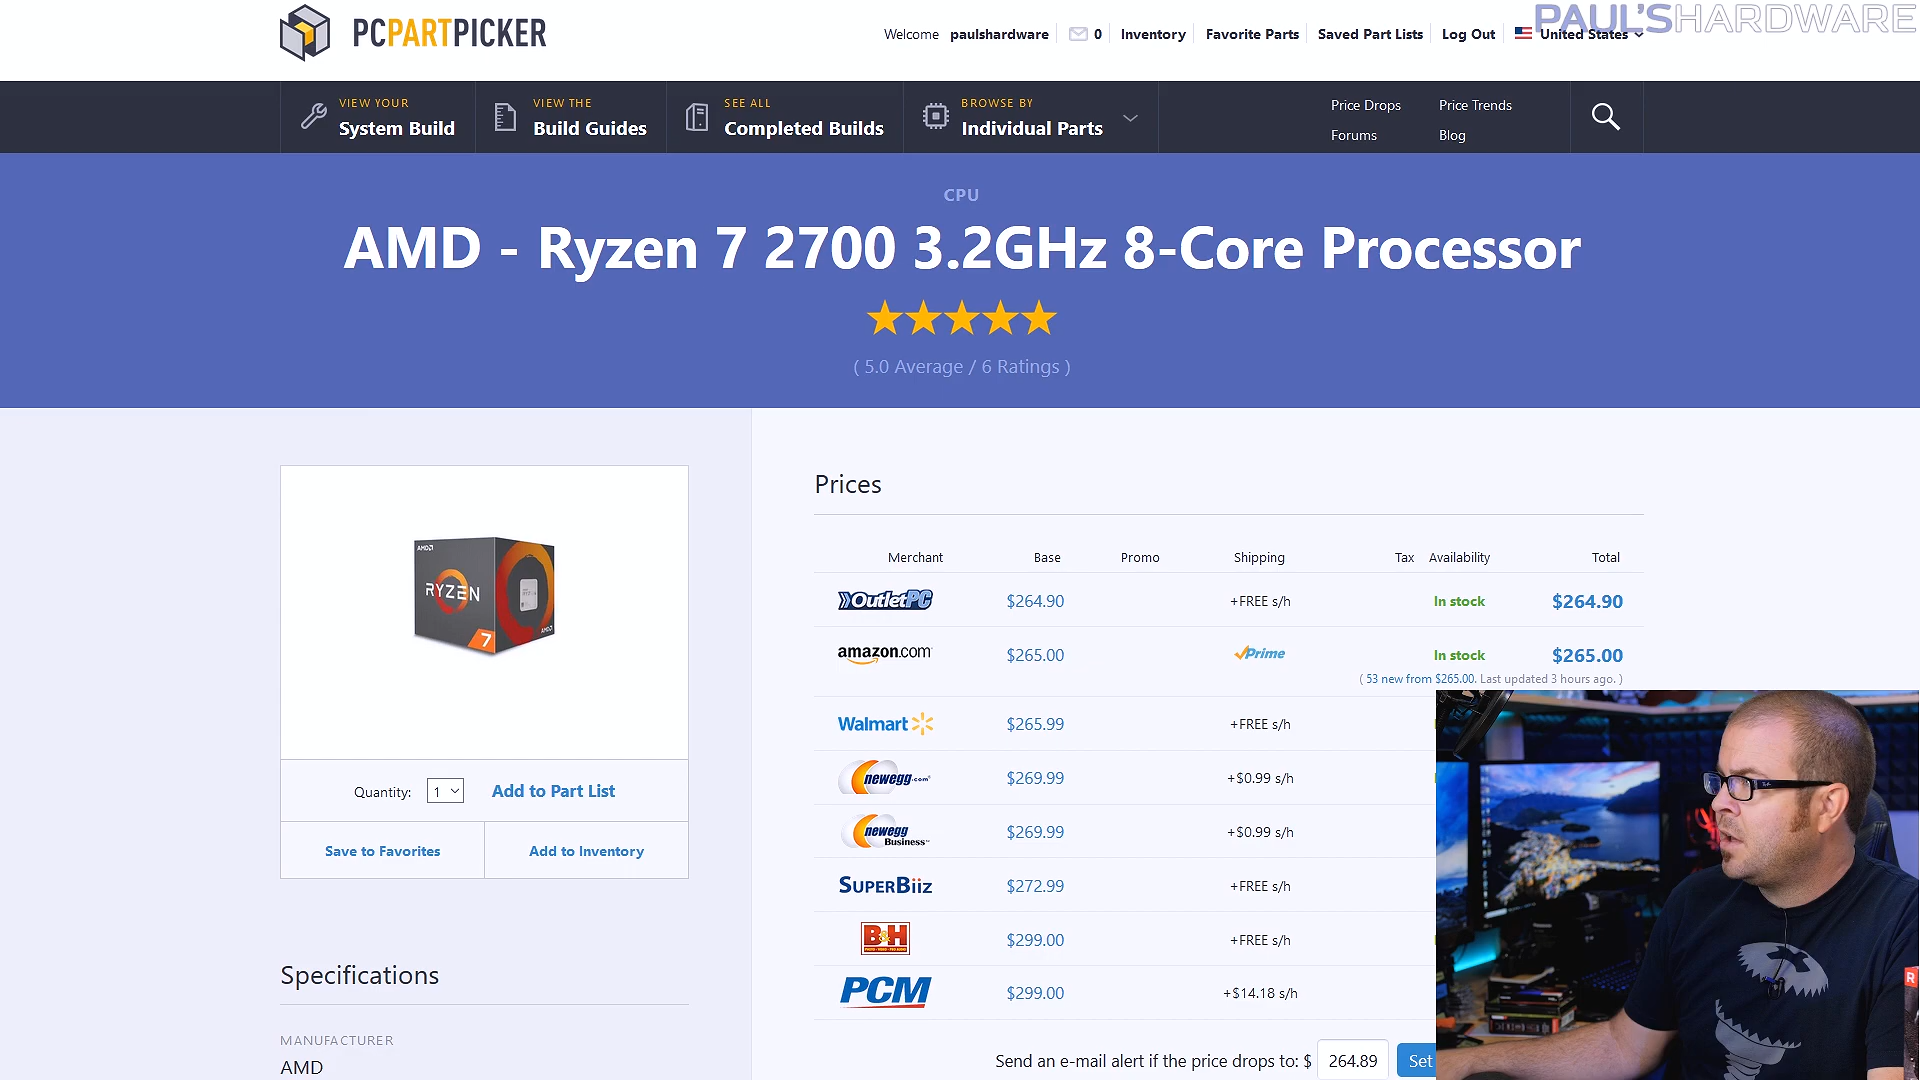 PCPARTPICKER
Welcome paulshardware 0 Inventory Favorite Parts Saved Part Lists Log Out United States
PAUL'SHARDWARE
VIEW YOUR
System Build
VIEW THE
Build Guides
SEE ALL
Completed Builds
BROWSE BY
Individual Parts
Price Drops
Price Trends
Forums
Blog
CPU
AMD - Ryzen 7 2700 3.2GHz 8-Core Processor
( 5.0 Average / 6 Ratings )
AMD
RYZEN
7
AMD
Quantity: 1 Add to Part List
Save to Favorites Add to Inventory
Specifications
MANUFACTURER
AMD
Prices
Merchant Base Promo Shipping Tax Availability Total
OutletPC $264.90 +FREE s/h In stock $264.90
amazon.com $265.00 Prime In stock $265.00
( 53 new from $265.00. Last updated 3 hours ago. )
Walmart $265.99 +FREE s/h
newegg.com $269.99 +$0.99 s/h
newegg Business $269.99 +$0.99 s/h
SUPERBiiz $272.99 +FREE s/h
B&H $299.00 +FREE s/h
PCM $299.00 +$14.18 s/h
Send an e-mail alert if the price drops to: $ 264.89 Set
R